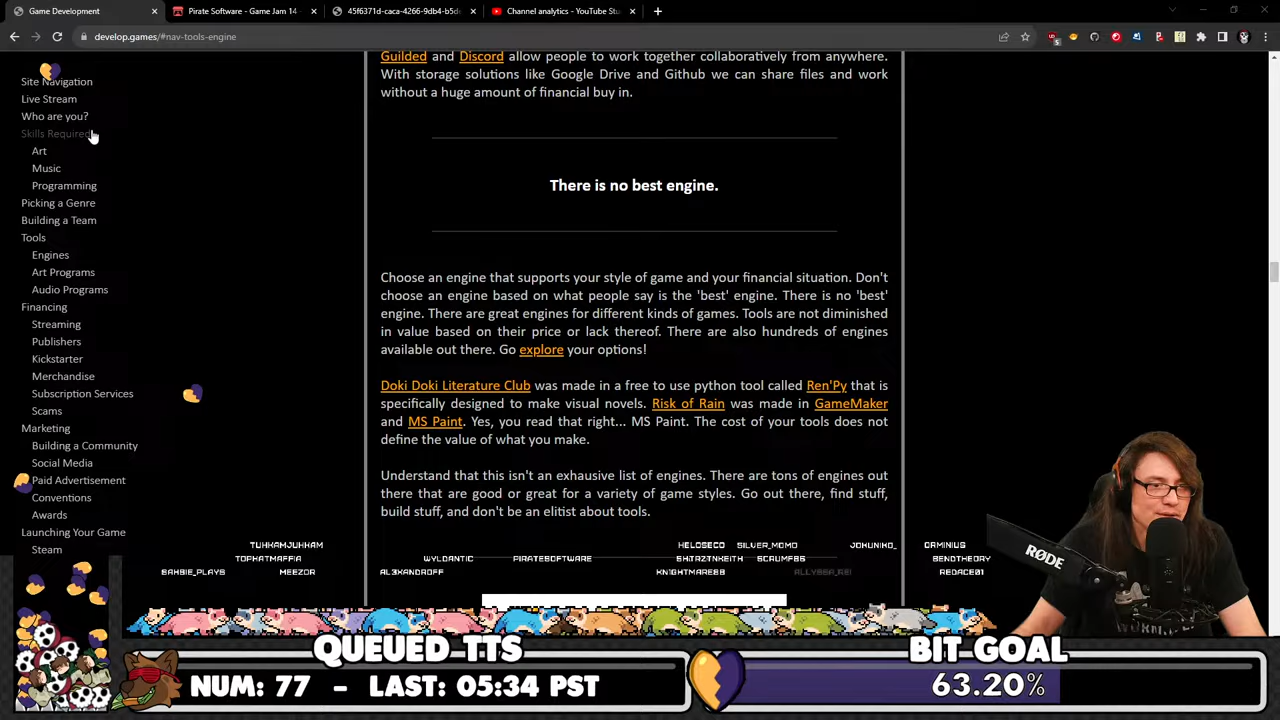 Game Development
Pirate Software - Game Jam 14 -
45f6371d-caca-4266-9db4-b5d
Channel analytics - YouTube Stu
develop.games/#nav-tools-engine
Site Navigation
Live Stream
Who are you?
Skills Required
Art
Music
Programming
Picking a Genre
Building a Team
Tools
Engines
Art Programs
Audio Programs
Financing
Streaming
Publishers
Kickstarter
Merchandise
Subscription Services
Scams
Marketing
Building a Community
Social Media
Paid Advertisement
Conventions
Awards
Launching Your Game
Steam
Guilded and Discord allow people to work together collaboratively from anywhere.
With storage solutions like Google Drive and Github we can share files and work
without a huge amount of financial buy in.
There is no best engine.
Choose an engine that supports your style of game and your financial situation. Don't
choose an engine based on what people say is the 'best' engine. There is no 'best'
engine. There are great engines for different kinds of games. Tools are not diminished
in value based on their price or lack thereof. There are also hundreds of engines
available out there. Go explore your options!
Doki Doki Literature Club was made in a free to use python tool called Ren'Py that is
specifically designed to make visual novels. Risk of Rain was made in GameMaker
and MS Paint. Yes, you read that right... MS Paint. The cost of your tools does not
define the value of what you make.
Understand that this isn't an exhausive list of engines. There are tons of engines out
there that are good or great for a variety of game styles. Go out there, find stuff,
build stuff, and don't be an elitist about tools.
TUHKAMJUHKAM HELOSECO SILVER_MOMO JOHUNIKO_ ORMINIUS
TOPHATMAFFIA WYLDANTIC PIRATESOFTWARE SHTAZTNKEITH SCRUMF86 BENDTHEORY
BAHBIE_PLAYS MEEZOR AL3KANDROFF KN1GHTMARE88 REDACE01
RØDE
QUEUED TTS
NUM: 77 - LAST: 05:34 PST
BIT GOAL
63.20%